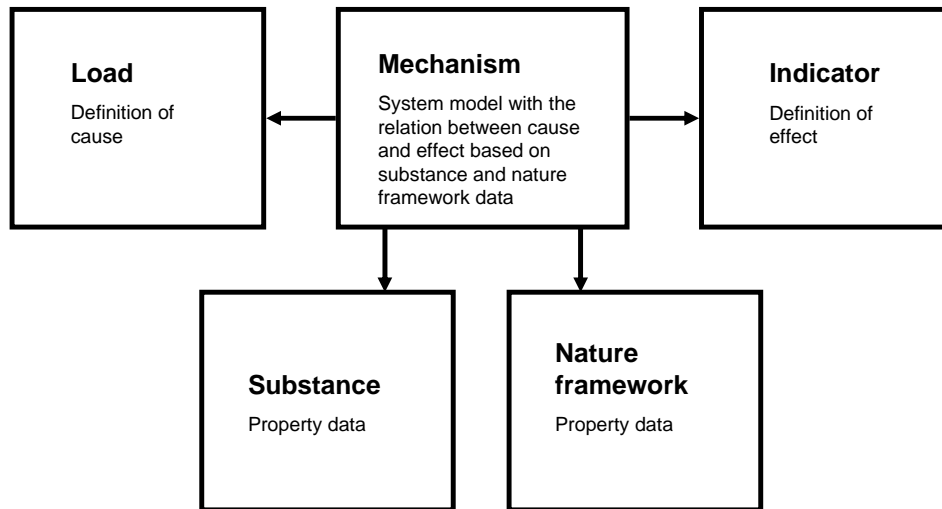 Load
Definition of
cause
Mechanism
System model with the
relation between cause
and effect based on
substance and nature
framework data
Indicator
Definition of
effect
Substance
Property data
Nature
framework
Property data